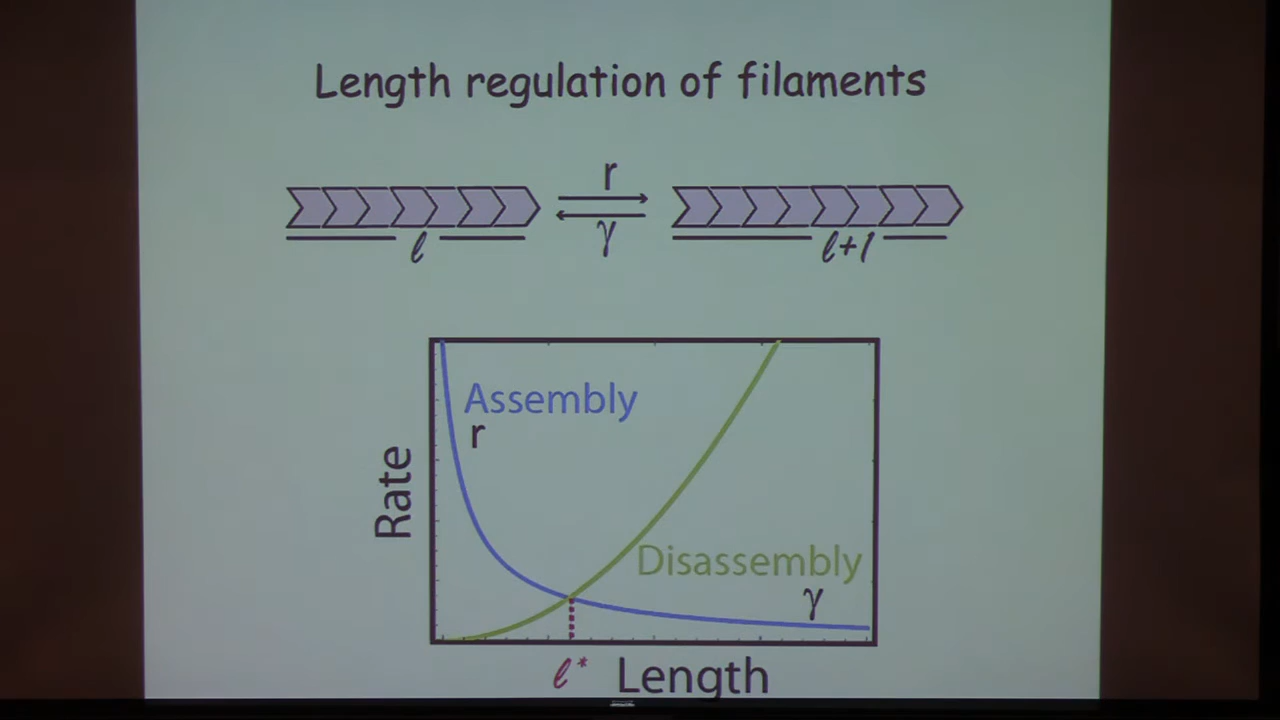 Length regulation of filaments
r
γ
ℓ
ℓ+1
Assembly
r
Rate
Disassembly
γ
ℓ* Length